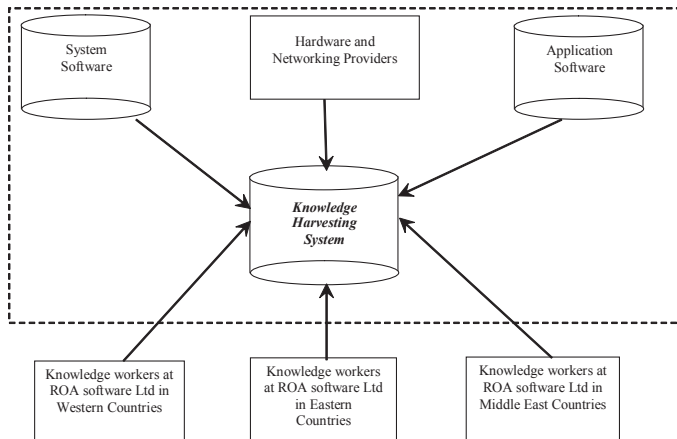 System
Software
Hardware and
Networking Providers
Application
Software
Knowledge
Harvesting
System
Knowledge workers at
ROA software Ltd in
Western Countries
Knowledge workers
at ROA software Ltd
in Eastern
Countries
Knowledge workers at
ROA software Ltd in
Middle East Countries